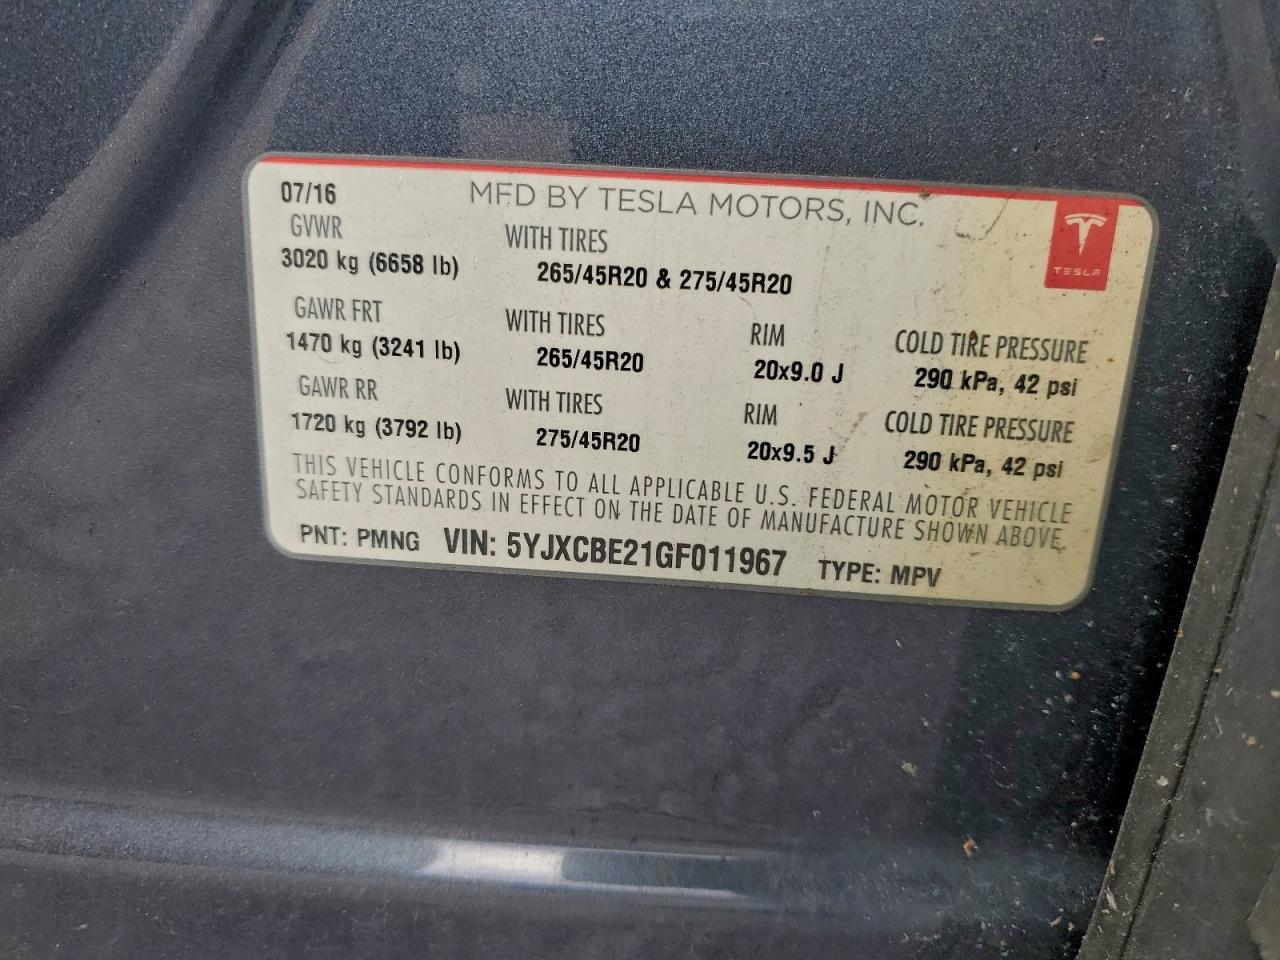 07/16 MFD BY TESLA MOTORS, INC.
TESLA
GVWR WITH TIRES
3020 kg (6658 lb) 265/45R20 & 275/45R20
GAWR FRT WITH TIRES RIM COLD TIRE PRESSURE
1470 kg (3241 lb) 265/45R20 20x9.0 J 290 kPa, 42 psi
GAWR RR WITH TIRES RIM COLD TIRE PRESSURE
1720 kg (3792 lb) 275/45R20 20x9.5 J 290 kPa, 42 psi
THIS VEHICLE CONFORMS TO ALL APPLICABLE U.S. FEDERAL MOTOR VEHICLE
SAFETY STANDARDS IN EFFECT ON THE DATE OF MANUFACTURE SHOWN ABOVE.
PNT: PMNG VIN: 5YJXCBE21GF011967 TYPE: MPV